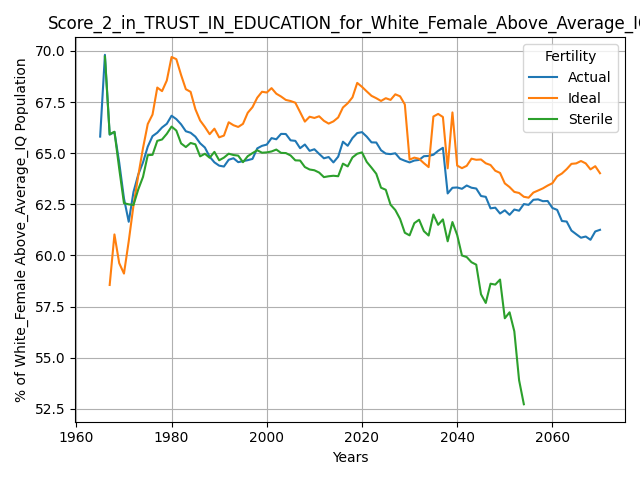 Score_2_in_TRUST_IN_EDUCATION_for_White_Female_Above_Average_IQ
70.0
67.5
65.0
62.5
60.0
57.5
55.0
52.5
% of White_Female Above_Average_IQ Population
Fertility
Actual
Ideal
Sterile
1960
1980
2000
2020
2040
2060
Years